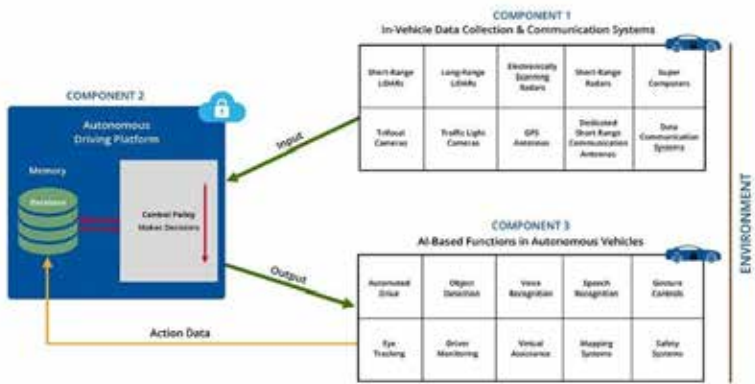 COMPONENT 1
In-Vehicle Data Collection & Communication Systems
Short-Range
LiDARs
Long-Range
LiDARs
Electronically
Scanning
Radars
Short-Range
Radars
Super
Computers
Trifocal
Cameras
Traffic Light
Cameras
GPS
Antennas
Dedicated
Short Range
Communication
Antennas
Data
Communication
Systems
COMPONENT 2
Autonomous
Driving Platform
Memory
Database
Control Policy
Makes Decisions
Input
Output
Action Data
COMPONENT 3
AI-Based Functions in Autonomous Vehicles
Automated
Drive
Object
Detection
Voice
Recognition
Speech
Recognition
Gesture
Controls
Eye
Tracking
Driver
Monitoring
Virtual
Assistance
Mapping
Systems
Safety
Systems
ENVIRONMENT